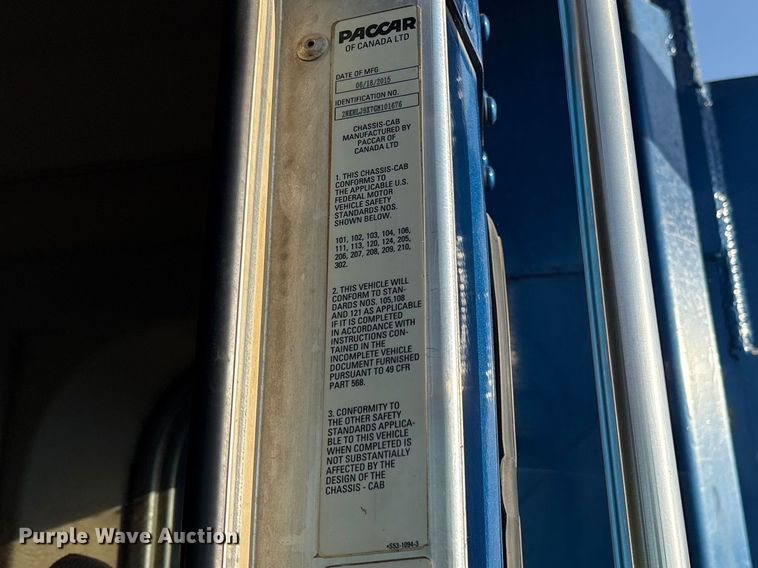 PACCAR
OF CANADA LTD
DATE OF MFG
06/18/2015
IDENTIFICATION NO.
2NKHLJ9X7GM101676
CHASSIS-CAB
MANUFACTURED BY
PACCAR OF
CANADA LTD
1. THIS CHASSIS-CAB
CONFORMS TO
THE APPLICABLE U.S.
FEDERAL MOTOR
VEHICLE SAFETY
STANDARDS NOS.
SHOWN BELOW.
101, 102, 103, 104, 106,
111, 113, 120, 124, 205,
206, 207, 208, 209, 210,
302.
2. THIS VEHICLE WILL
CONFORM TO STAN-
DARDS NOS. 105,108
AND 121 AS APPLICABLE
IF IT IS COMPLETED
IN ACCORDANCE WITH
INSTRUCTIONS CON-
TAINED IN THE
INCOMPLETE VEHICLE
DOCUMENT FURNISHED
PURSUANT TO 49 CFR
PART 568.
3. CONFORMITY TO
THE OTHER SAFETY
STANDARDS APPLICA-
BLE TO THIS VEHICLE
WHEN COMPLETED IS
NOT SUBSTANTIALLY
AFFECTED BY THE
DESIGN OF THE
CHASSIS - CAB
•S53-1094-3
Purple Wave Auction